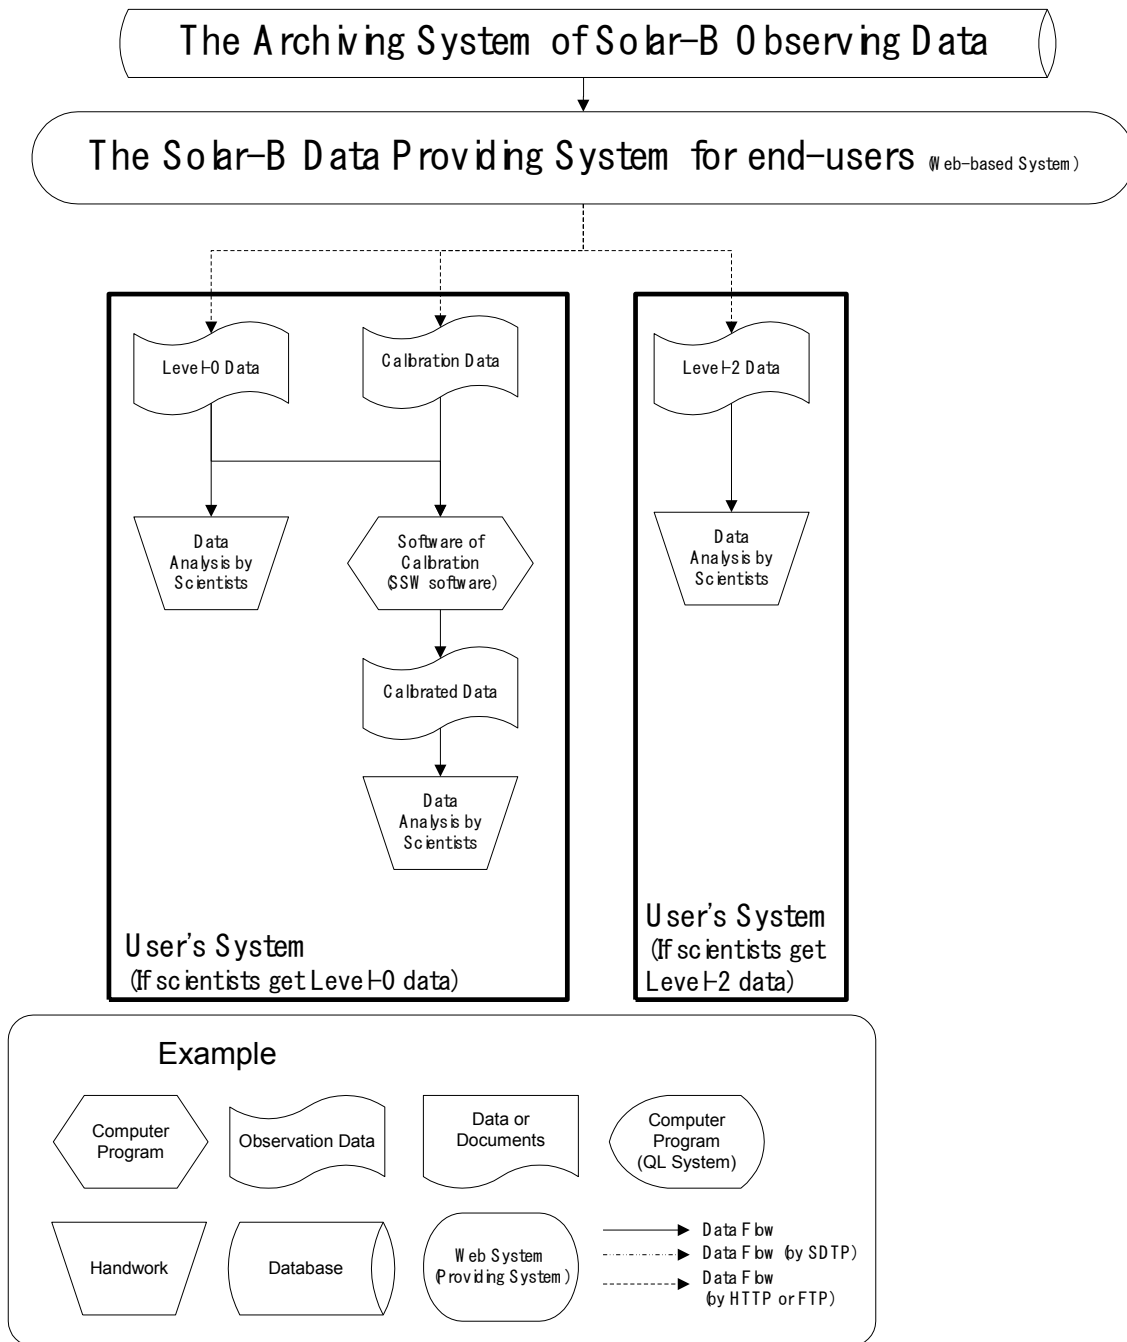 The Archiving System of Solar-B Observing Data
The Solar-B Data Providing System for end-users (Web-based System)
Level-0 Data
Calibration Data
Level-2 Data
Data
Analysis by
Scientists
Software of
Calibration
(SSW software)
Data
Analysis by
Scientists
Calibrated Data
Data
Analysis by
Scientists
User's System
(If scientists get Level-0 data)
User's System
(If scientists get
Level-2 data)
Example
Computer
Program
Observation Data
Data or
Documents
Computer
Program
(QL System)
Handwork
Database
Web System
(Providing System)
Data Flow
Data Flow (by SDTP)
Data Flow
(by HTTP or FTP)